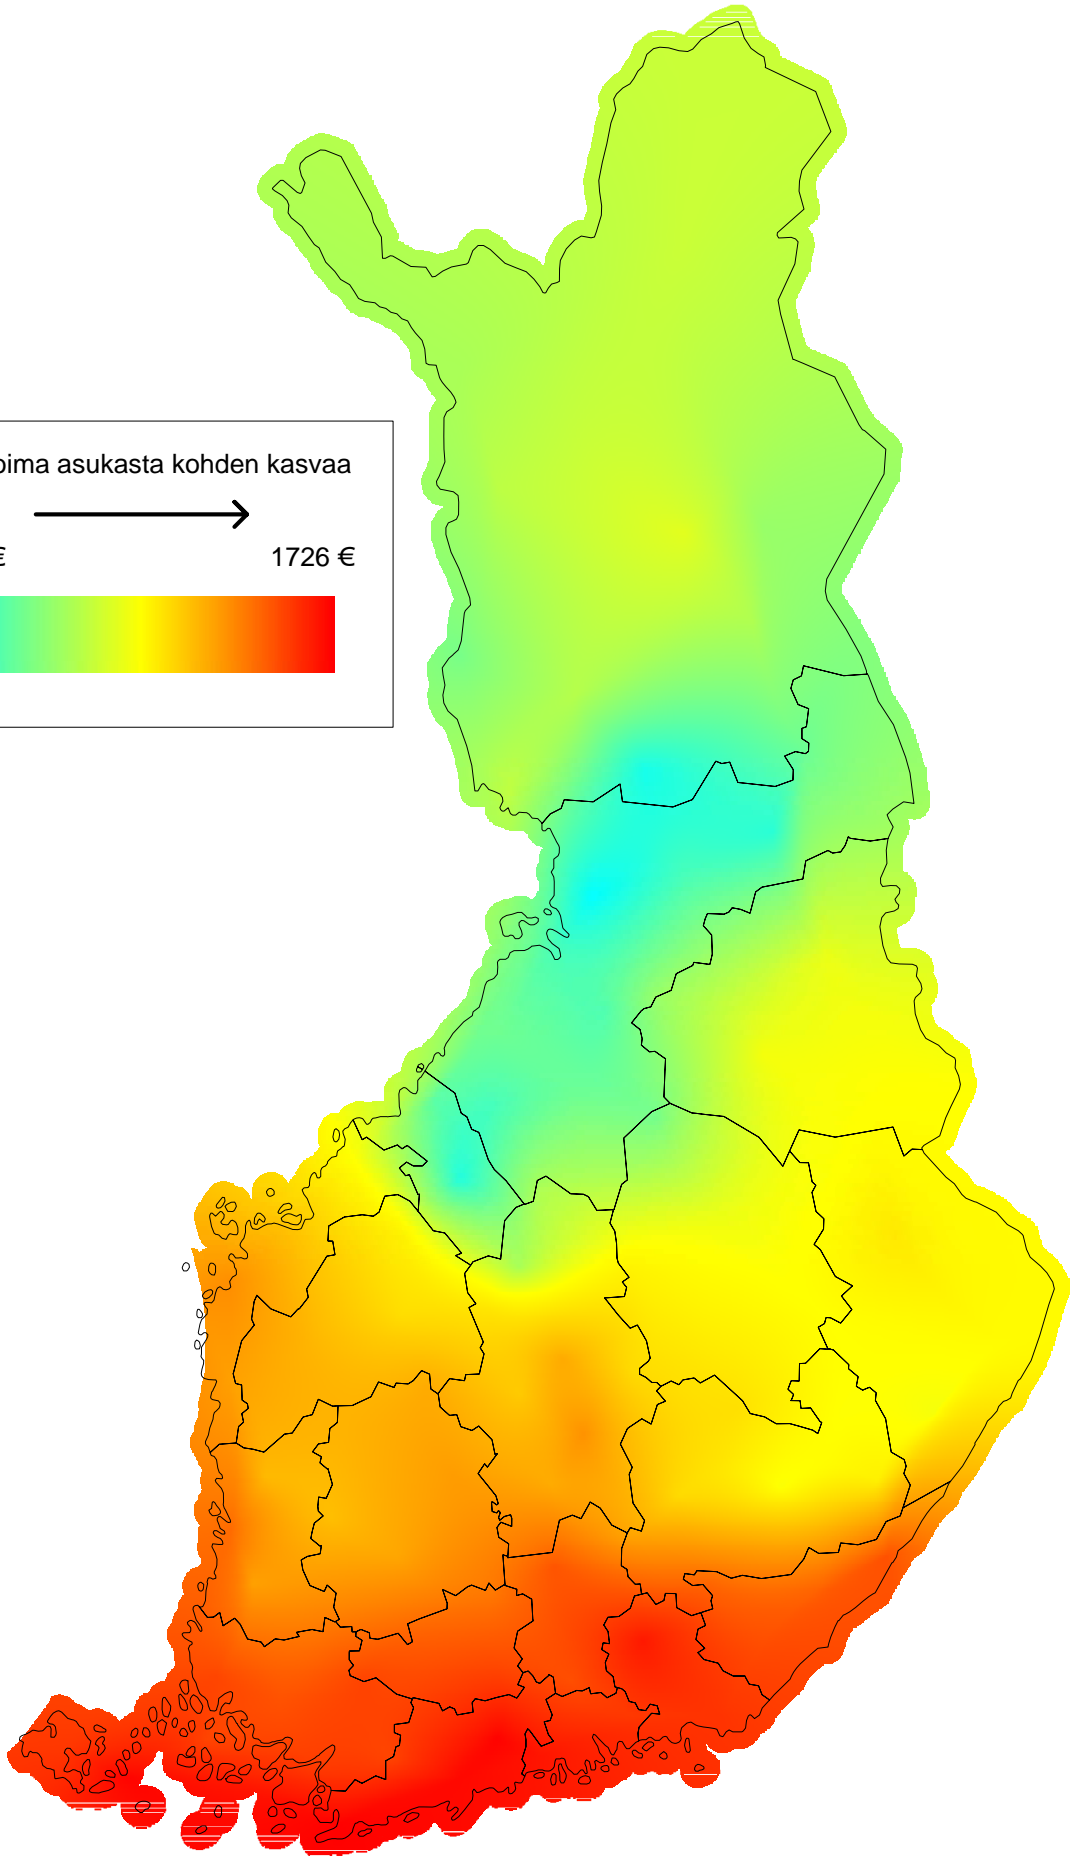 asukasta kohden kasvaa
€ 1726 €